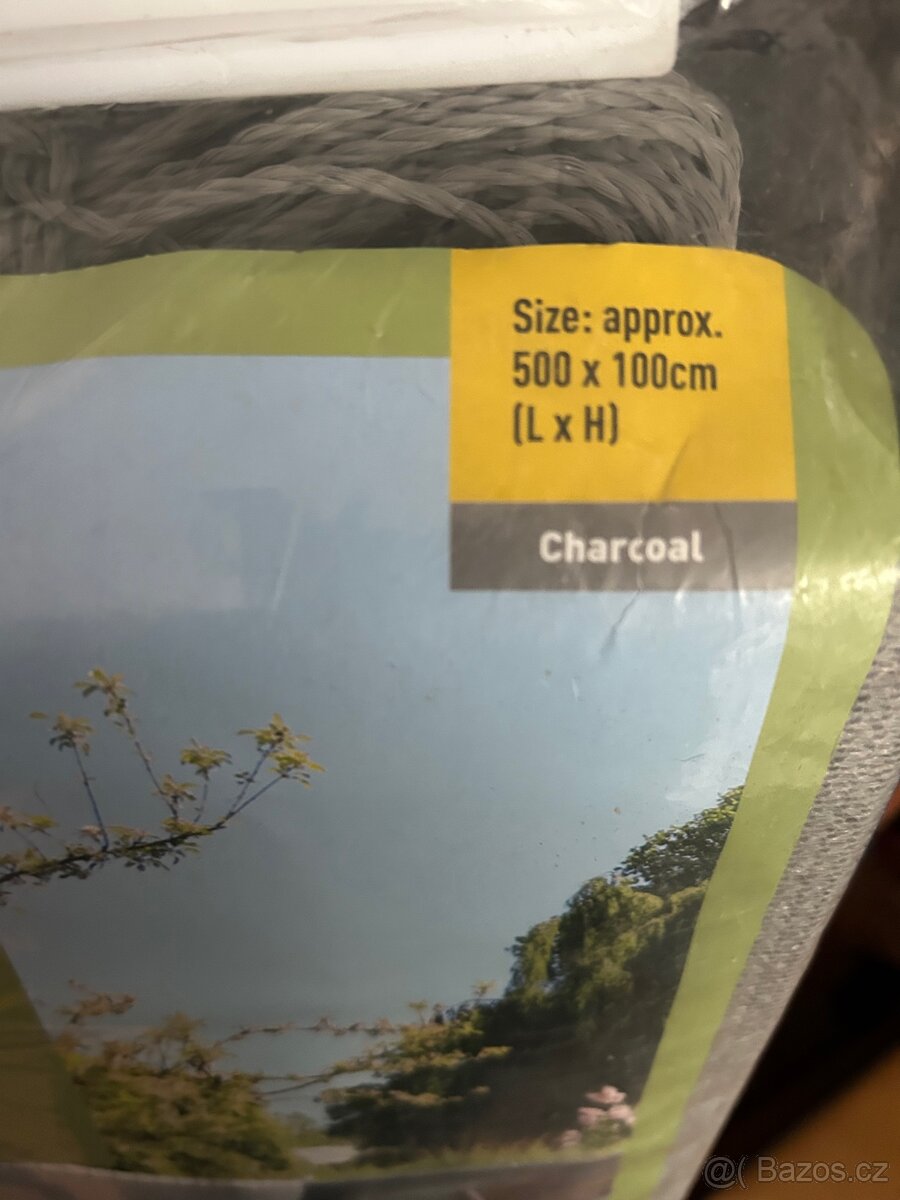 Size: approx.
500 x 100cm
(L x H)
Charcoal
@( Bazos.cz